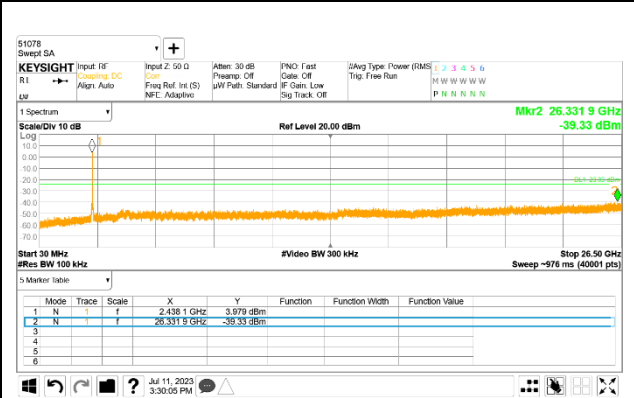 51078
Swept SA
KEYSIGHT Input: RF Input Z: 50 Ω Atten: 30 dB PNO: Fast #Avg Type: Power (RMS 1 2 3 4 5 6
RL Coupling: DC Corr Preamp: Off Gate: Off Trig: Free Run M W W W W W
Align: Auto Freq Ref: Int (S) µW Path: Standard IF Gain: Low
NFE: Adaptive Sig Track: Off P N N N N N
1 Spectrum Mkr2 26.331 9 GHz
Scale/Div 10 dB Ref Level 20.00 dBm -39.33 dBm
Log
10.0 1
0.00
10.0
20.0
30.0
40.0
50.0
60.0
70.0
Start 30 MHz #Video BW 300 kHz Stop 26.50 GHz
#Res BW 100 kHz Sweep ~976 ms (40001 pts)
5 Marker Table
Mode Trace Scale X Y Function Function Width Function Value
1 N 1 f 2.438 1 GHz 3.979 dBm
2 N 1 f 26.331 9 GHz -39.33 dBm
3
4
5
6
? Jul 11, 2023
3:30:05 PM